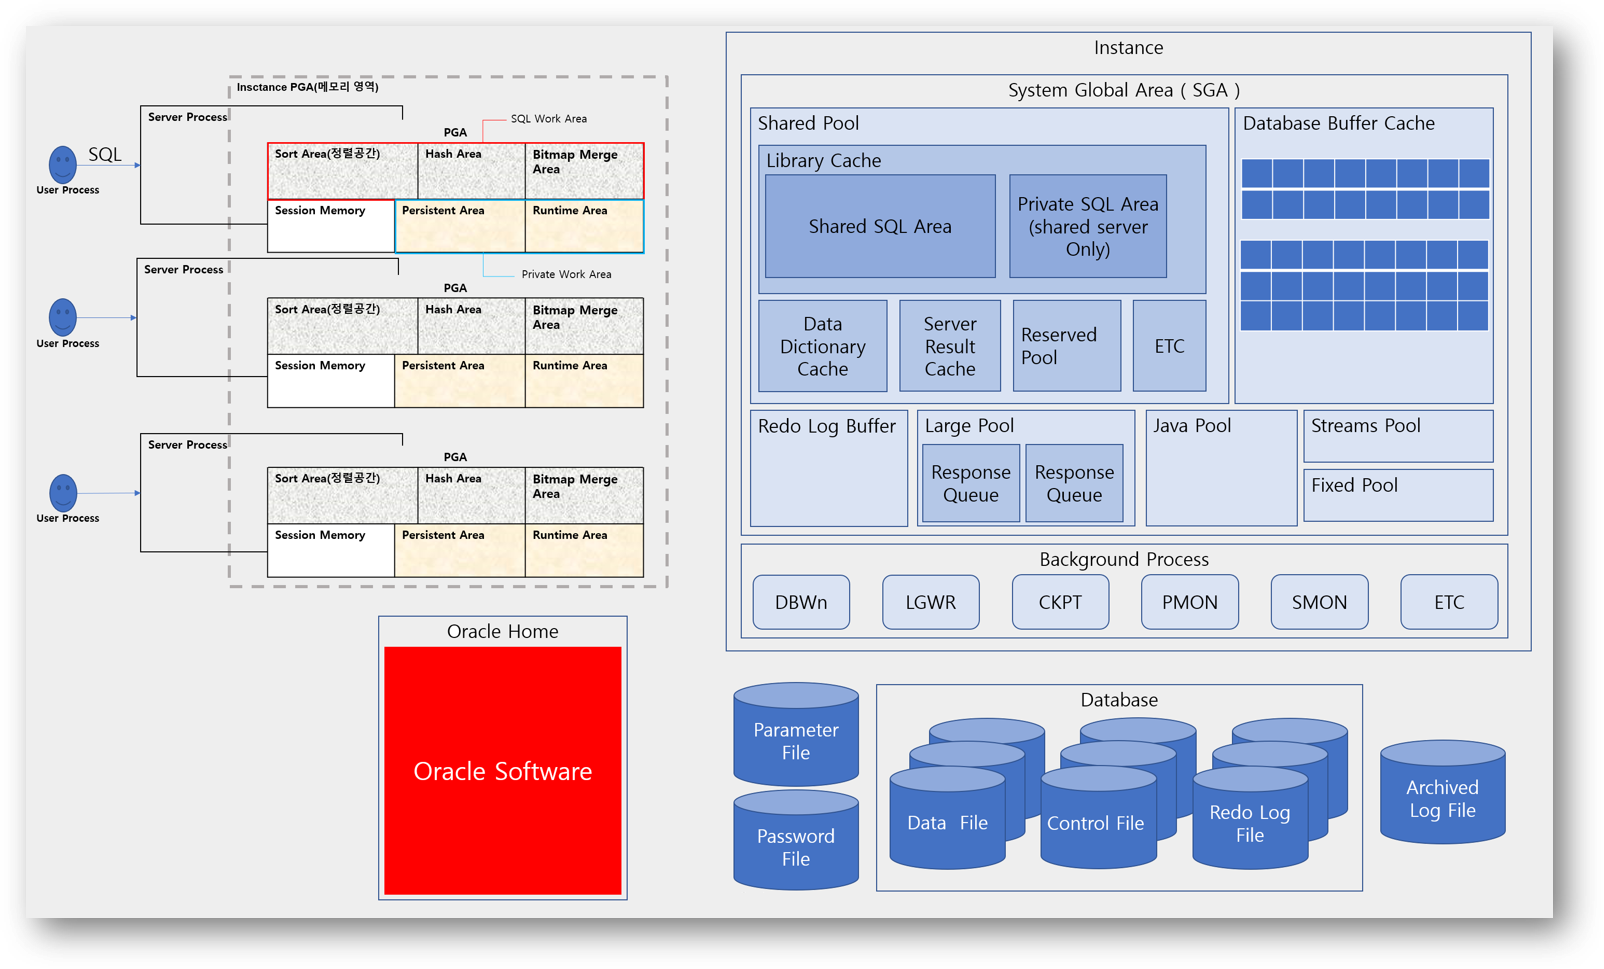 Insctance PGA(메모리 영역)
Server Process
SQL
User Process
PGA
SQL Work Area
Sort Area(정렬공간)
Hash Area
Bitmap Merge
Area
Session Memory
Persistent Area
Runtime Area
Private Work Area
Server Process
User Process
PGA
Sort Area(정렬공간)
Hash Area
Bitmap Merge
Area
Session Memory
Persistent Area
Runtime Area
Server Process
User Process
PGA
Sort Area(정렬공간)
Hash Area
Bitmap Merge
Area
Session Memory
Persistent Area
Runtime Area
Oracle Home
Oracle Software
Instance
System Global Area ( SGA )
Shared Pool
Library Cache
Shared SQL Area
Private SQL Area
(shared server
Only)
Data
Dictionary
Cache
Server
Result
Cache
Reserved
Pool
ETC
Database Buffer Cache
Redo Log Buffer
Large Pool
Response
Queue
Response
Queue
Java Pool
Streams Pool
Fixed Pool
Background Process
DBWn
LGWR
CKPT
PMON
SMON
ETC
Parameter
File
Password
File
Database
Data File
Control File
Redo Log
File
Archived
Log File